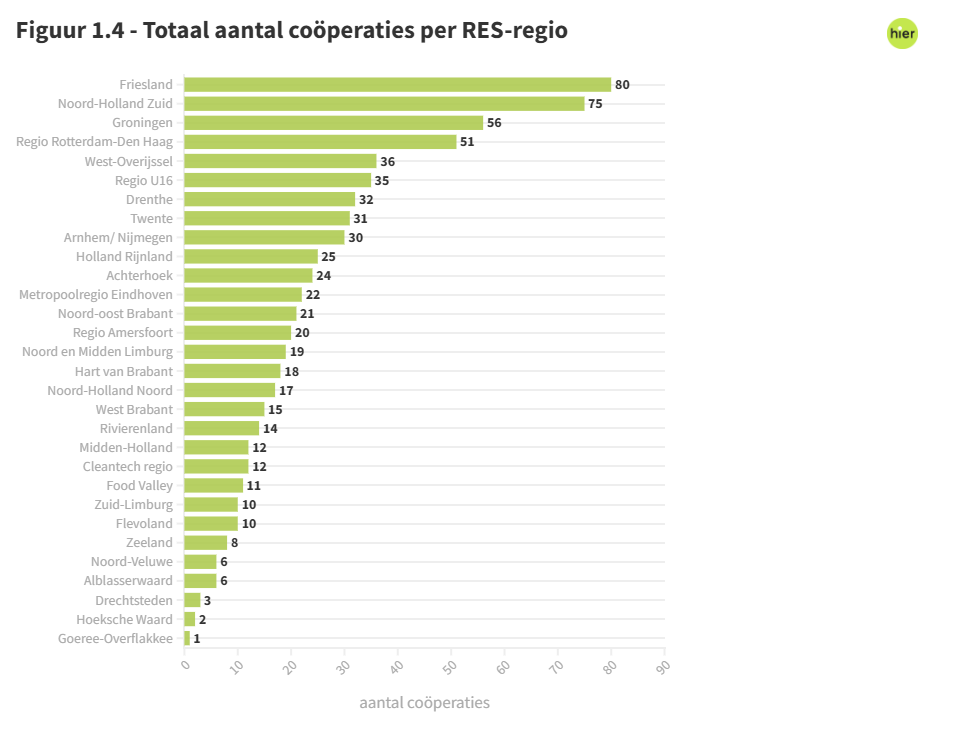 Figuur 1.4 - Totaal aantal coöperaties per RES-regio
hier
Friesland 80
Noord-Holland Zuid 75
Groningen 56
Regio Rotterdam-Den Haag 51
West-Overijssel 36
Regio U16 35
Drenthe 32
Twente 31
Arnhem/ Nijmegen 30
Holland Rijnland 25
Achterhoek 24
Metropoolregio Eindhoven 22
Noord-oost Brabant 21
Regio Amersfoort 20
Noord en Midden Limburg 19
Hart van Brabant 18
Noord-Holland Noord 17
West Brabant 15
Rivierenland 14
Midden-Holland 12
Cleantech regio 12
Food Valley 11
Zuid-Limburg 10
Flevoland 10
Zeeland 8
Noord-Veluwe 6
Alblasserwaard 6
Drechtsteden 3
Hoeksche Waard 2
Goeree-Overflakkee 1
0 10 20 30 40 50 60 70 80 90
aantal coöperaties